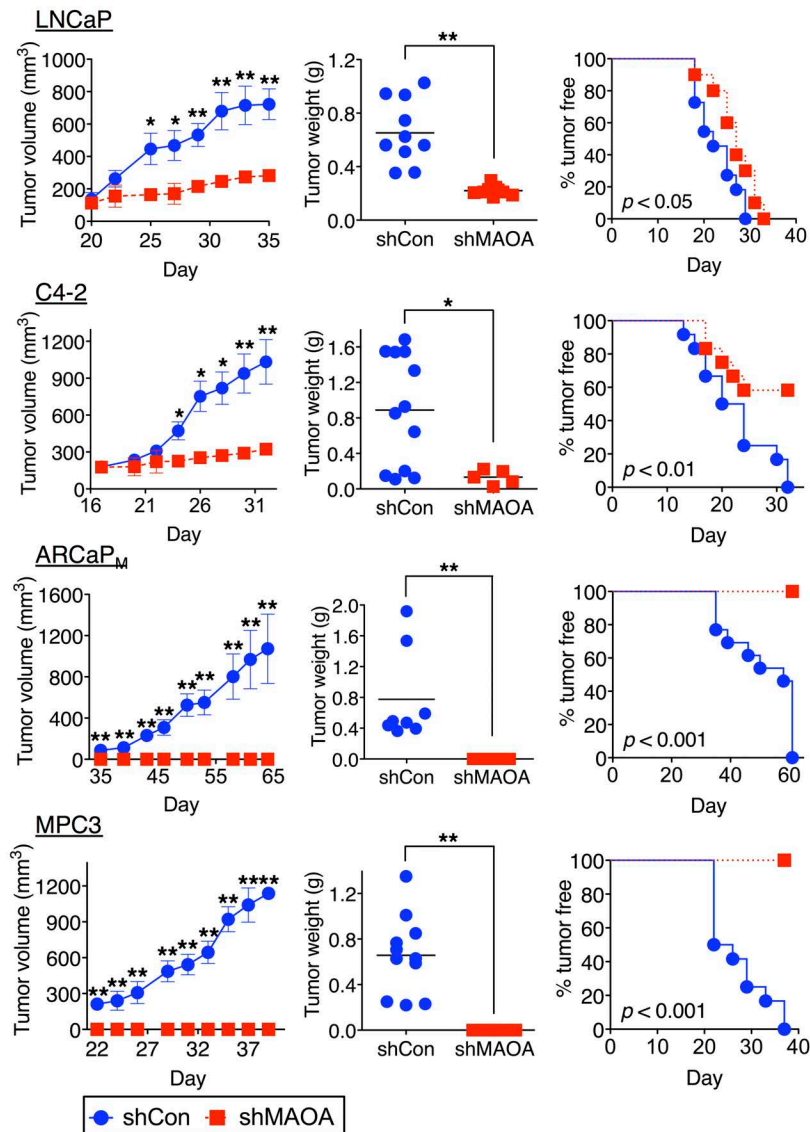 LNCaP
Tumor volume (mm³)
1000
800
600
400
200
0
* * ** ** ** **
20 25 30 35
Day
Tumor weight (g)
1.2
0.8
0.4
0.0
**
shCon shMAOA
% tumor free
100
80
60
40
20
0
p < 0.05
0 10 20 30 40
Day
C4-2
Tumor volume (mm³)
1200
900
600
300
0
* * * ** **
16 21 26 31
Day
Tumor weight (g)
1.6
1.2
0.8
0.4
0.0
*
shCon shMAOA
% tumor free
100
80
60
40
20
0
p < 0.01
0 10 20 30
Day
ARCaPM
Tumor volume (mm³)
1600
1200
800
400
0
** ** ** ** ** ** ** ** **
35 45 55 65
Day
Tumor weight (g)
2.0
1.6
1.2
0.8
0.4
0.0
**
shCon shMAOA
% tumor free
100
80
60
40
20
0
p < 0.001
0 20 40 60
Day
MPC3
Tumor volume (mm³)
1200
900
600
300
0
** ** ** ** ** ** ** ****
22 27 32 37
Day
Tumor weight (g)
1.2
0.8
0.4
0.0
**
shCon shMAOA
% tumor free
100
80
60
40
20
0
p < 0.001
0 10 20 30 40
Day
shCon shMAOA